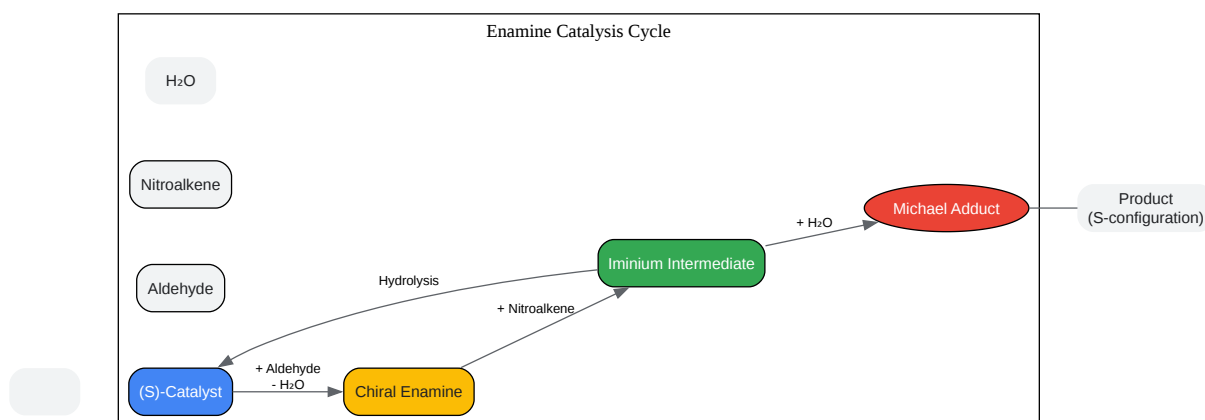 Enamine Catalysis Cycle
H₂O
Nitroalkene
Aldehyde
(S)-Catalyst
+ Aldehyde
- H₂O
Chiral Enamine
Hydrolysis
+ Nitroalkene
Iminium Intermediate
+ H₂O
Michael Adduct
Product
(S-configuration)